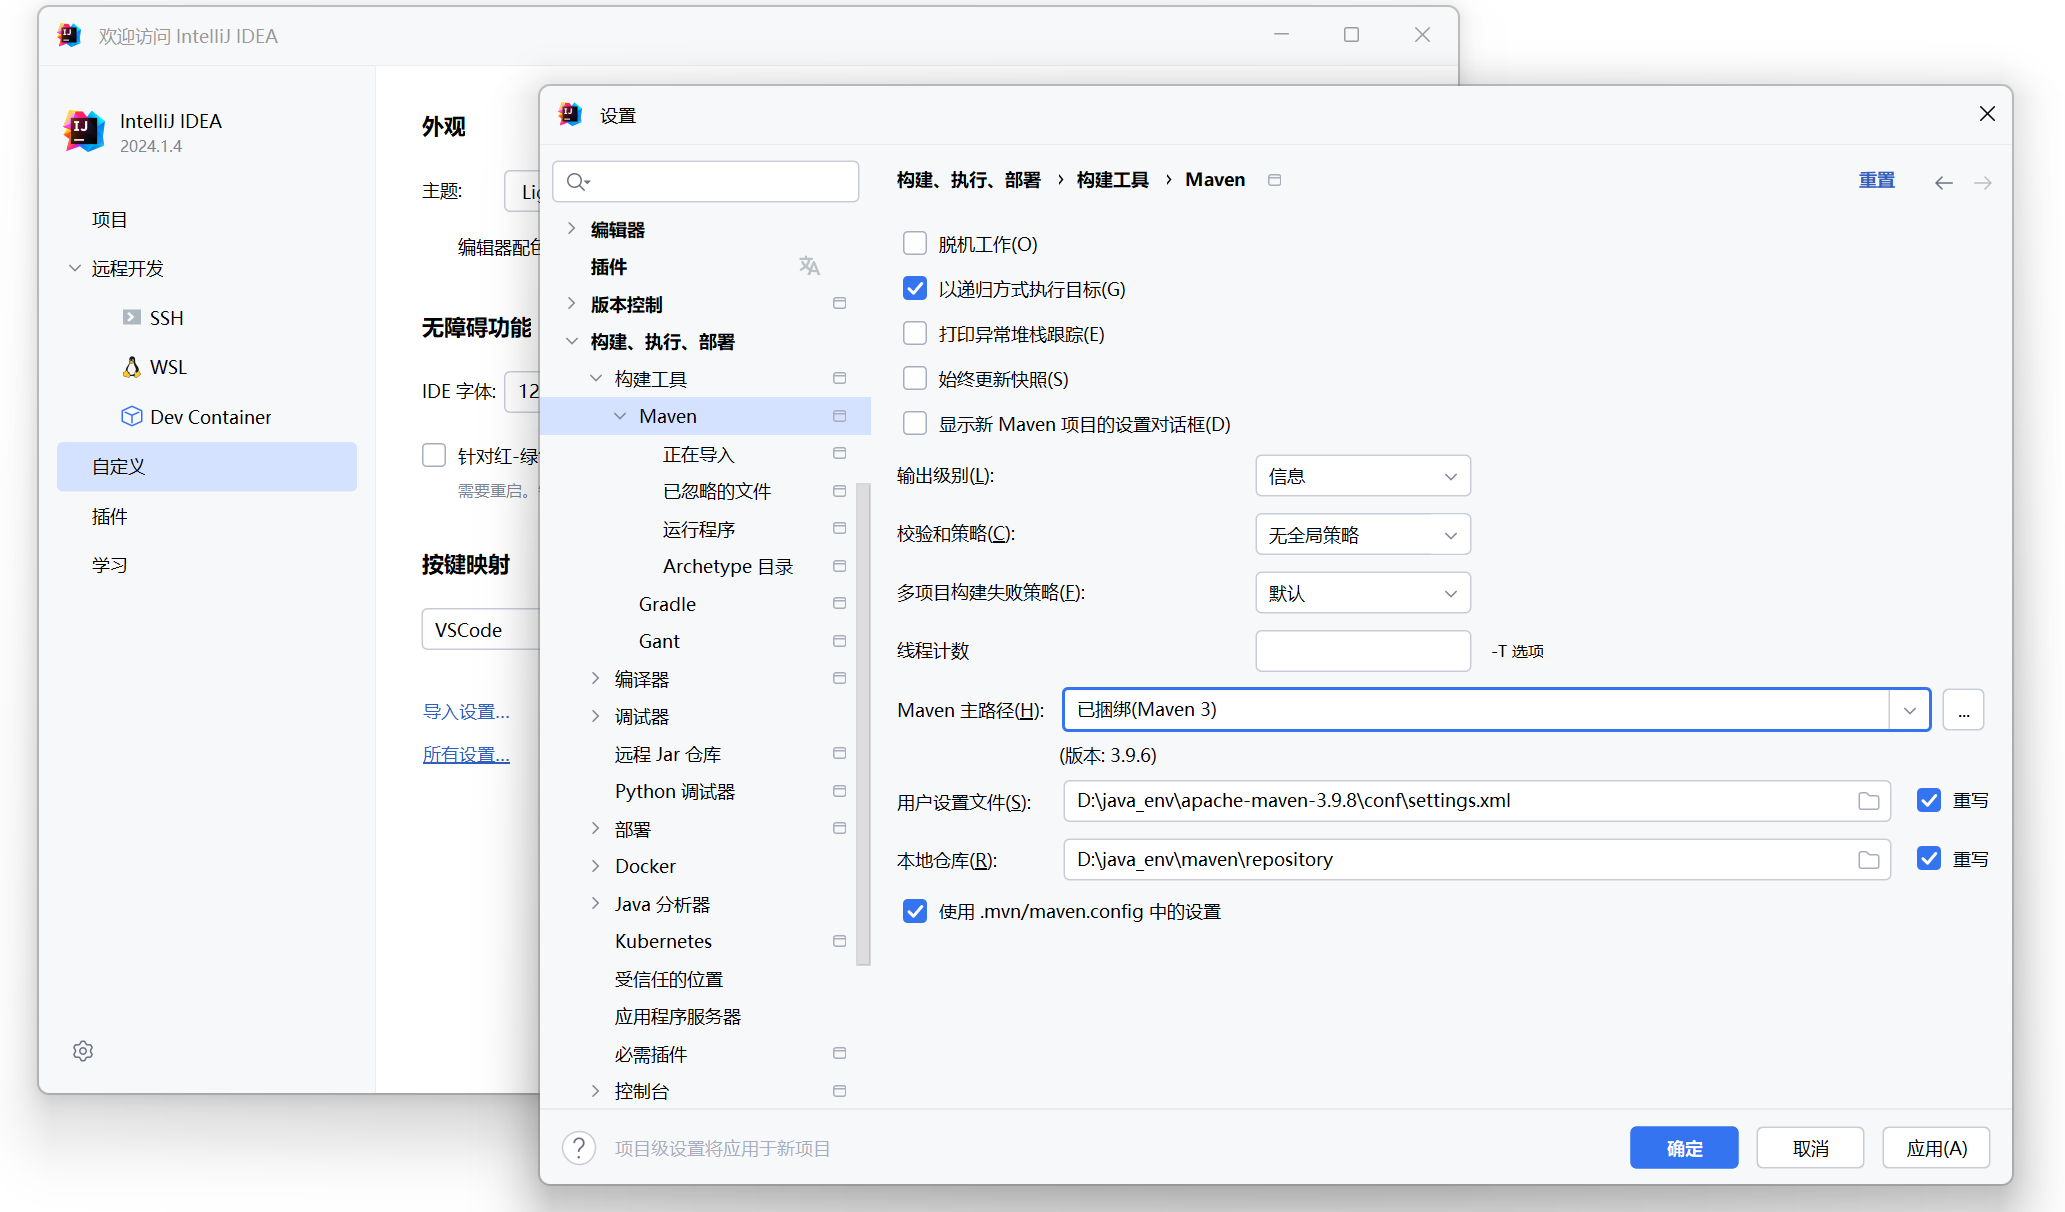 欢迎访问 IntelliJ IDEA
IntelliJ IDEA
2024.1.4
项目
远程开发
SSH
WSL
Dev Container
自定义
插件
学习
外观
主题:
编辑器配色
无障碍功能
IDE 字体:
12
针对红-绿
需要重启。
按键映射
VSCode
导入设置...
所有设置...
设置
编辑器
插件
版本控制
构建、执行、部署
构建工具
Maven
正在导入
已忽略的文件
运行程序
Archetype 目录
Gradle
Gant
编译器
调试器
远程 Jar 仓库
Python 调试器
部署
Docker
Java 分析器
Kubernetes
受信任的位置
应用程序服务器
必需插件
控制台
构建、执行、部署 › 构建工具 › Maven
重置
脱机工作(O)
以递归方式执行目标(G)
打印异常堆栈跟踪(E)
始终更新快照(S)
显示新 Maven 项目的设置对话框(D)
输出级别(L): 信息
校验和策略(C): 无全局策略
多项目构建失败策略(F): 默认
线程计数 -T 选项
Maven 主路径(H): 已捆绑(Maven 3) ...
(版本: 3.9.6)
用户设置文件(S): D:\java_env\apache-maven-3.9.8\conf\settings.xml 重写
本地仓库(R): D:\java_env\maven\repository 重写
使用 .mvn/maven.config 中的设置
? 项目级设置将应用于新项目
确定 取消 应用(A)